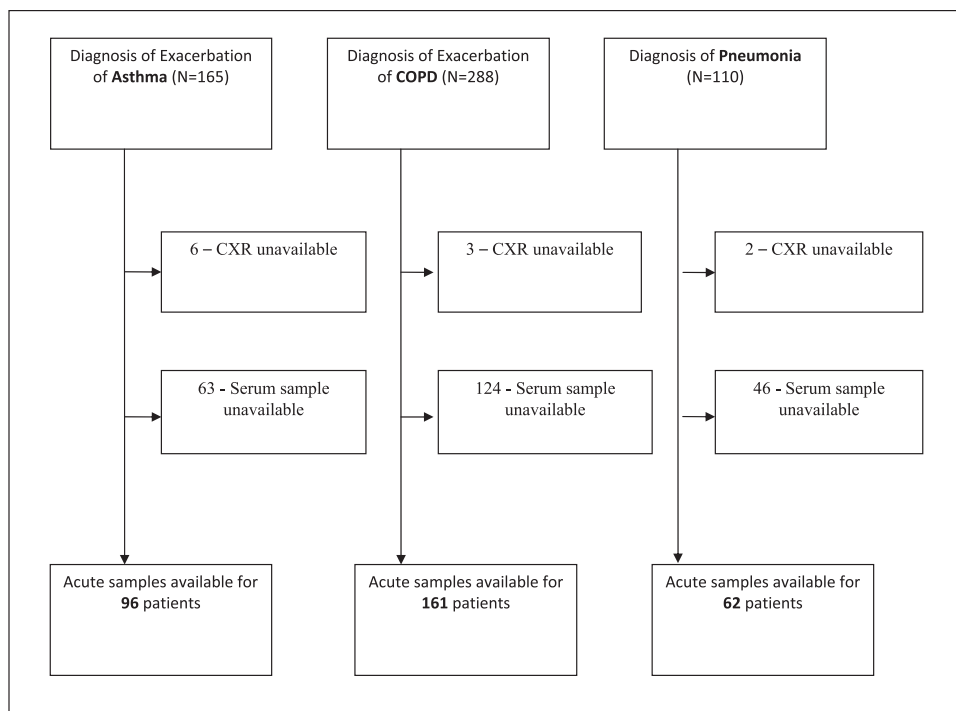 Diagnosis of Exacerbation
of Asthma (N=165)
Diagnosis of Exacerbation
of COPD (N=288)
Diagnosis of Pneumonia
(N=110)
6 – CXR unavailable
3 – CXR unavailable
2 – CXR unavailable
63 - Serum sample
unavailable
124 - Serum sample
unavailable
46 - Serum sample
unavailable
Acute samples available for
96 patients
Acute samples available for
161 patients
Acute samples available for
62 patients